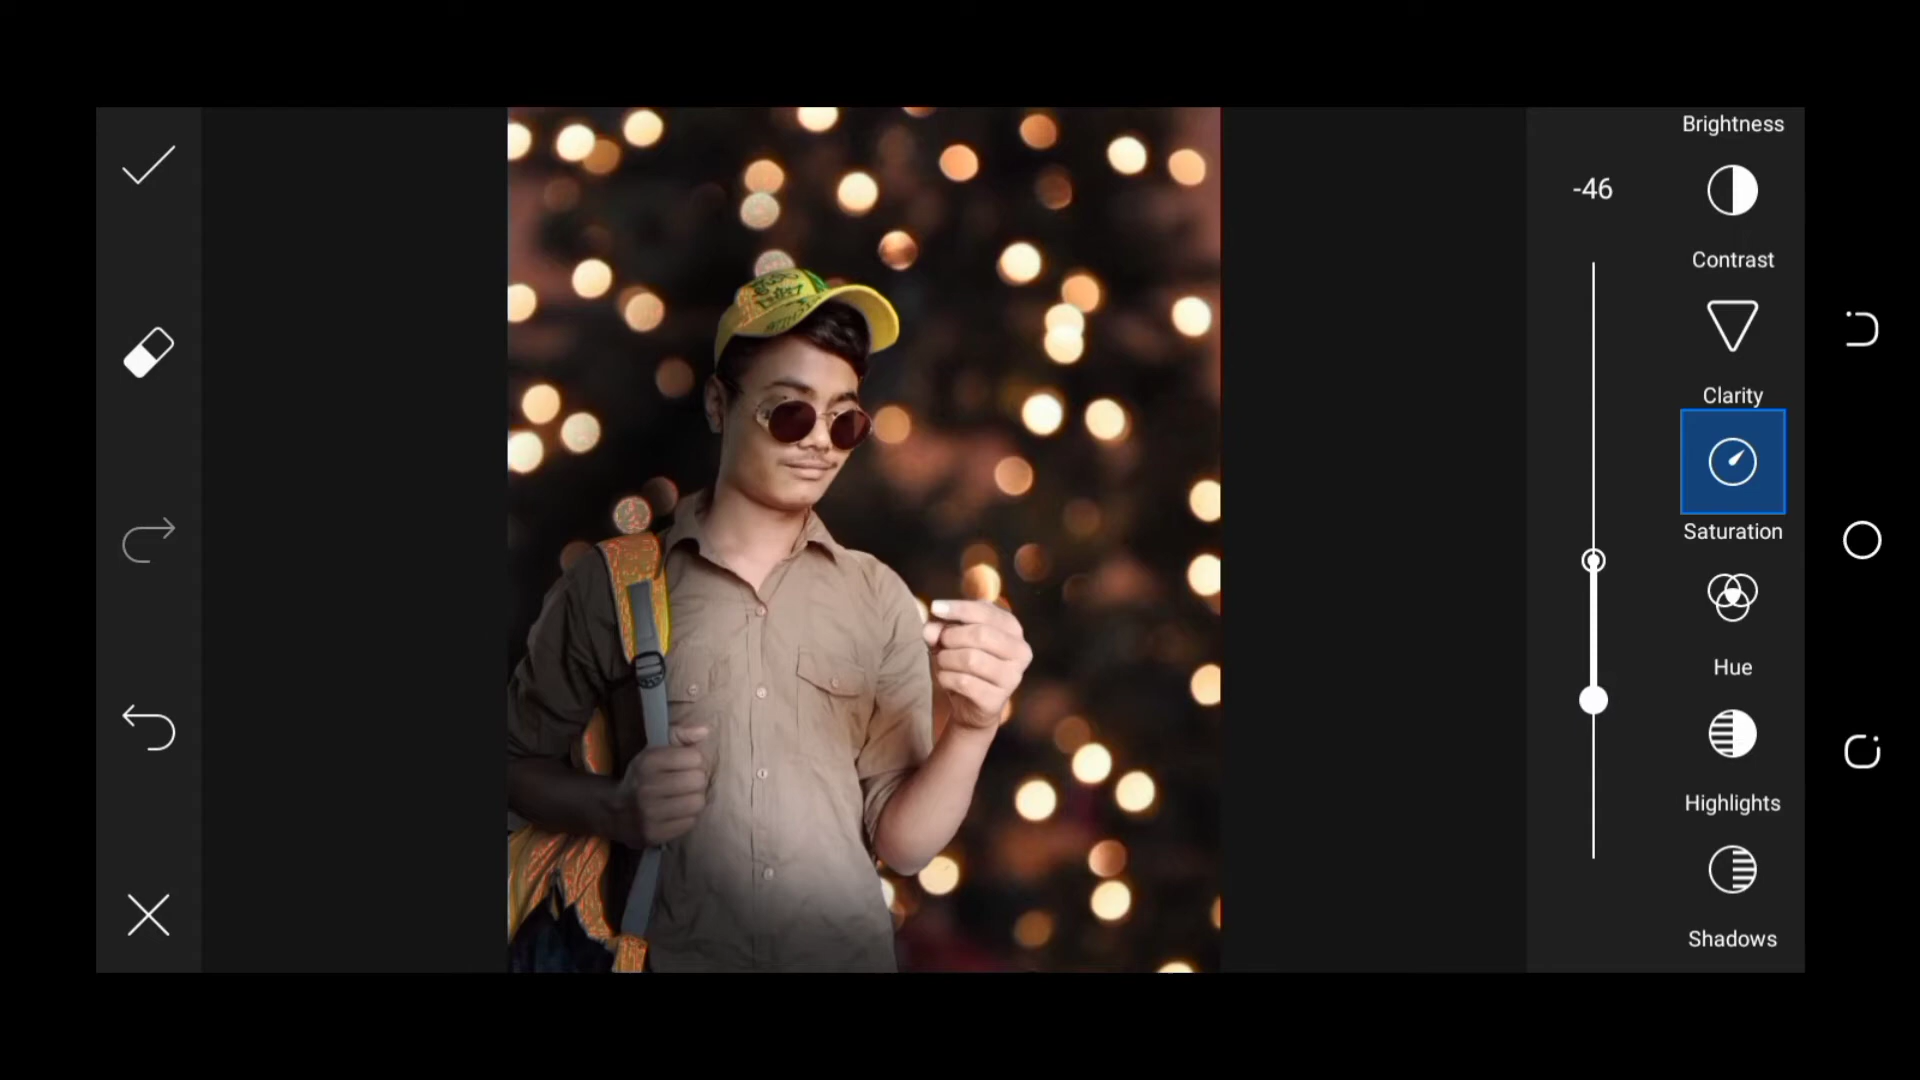 Brightness
-46
Contrast
Clarity
Saturation
Hue
Highlights
Shadows